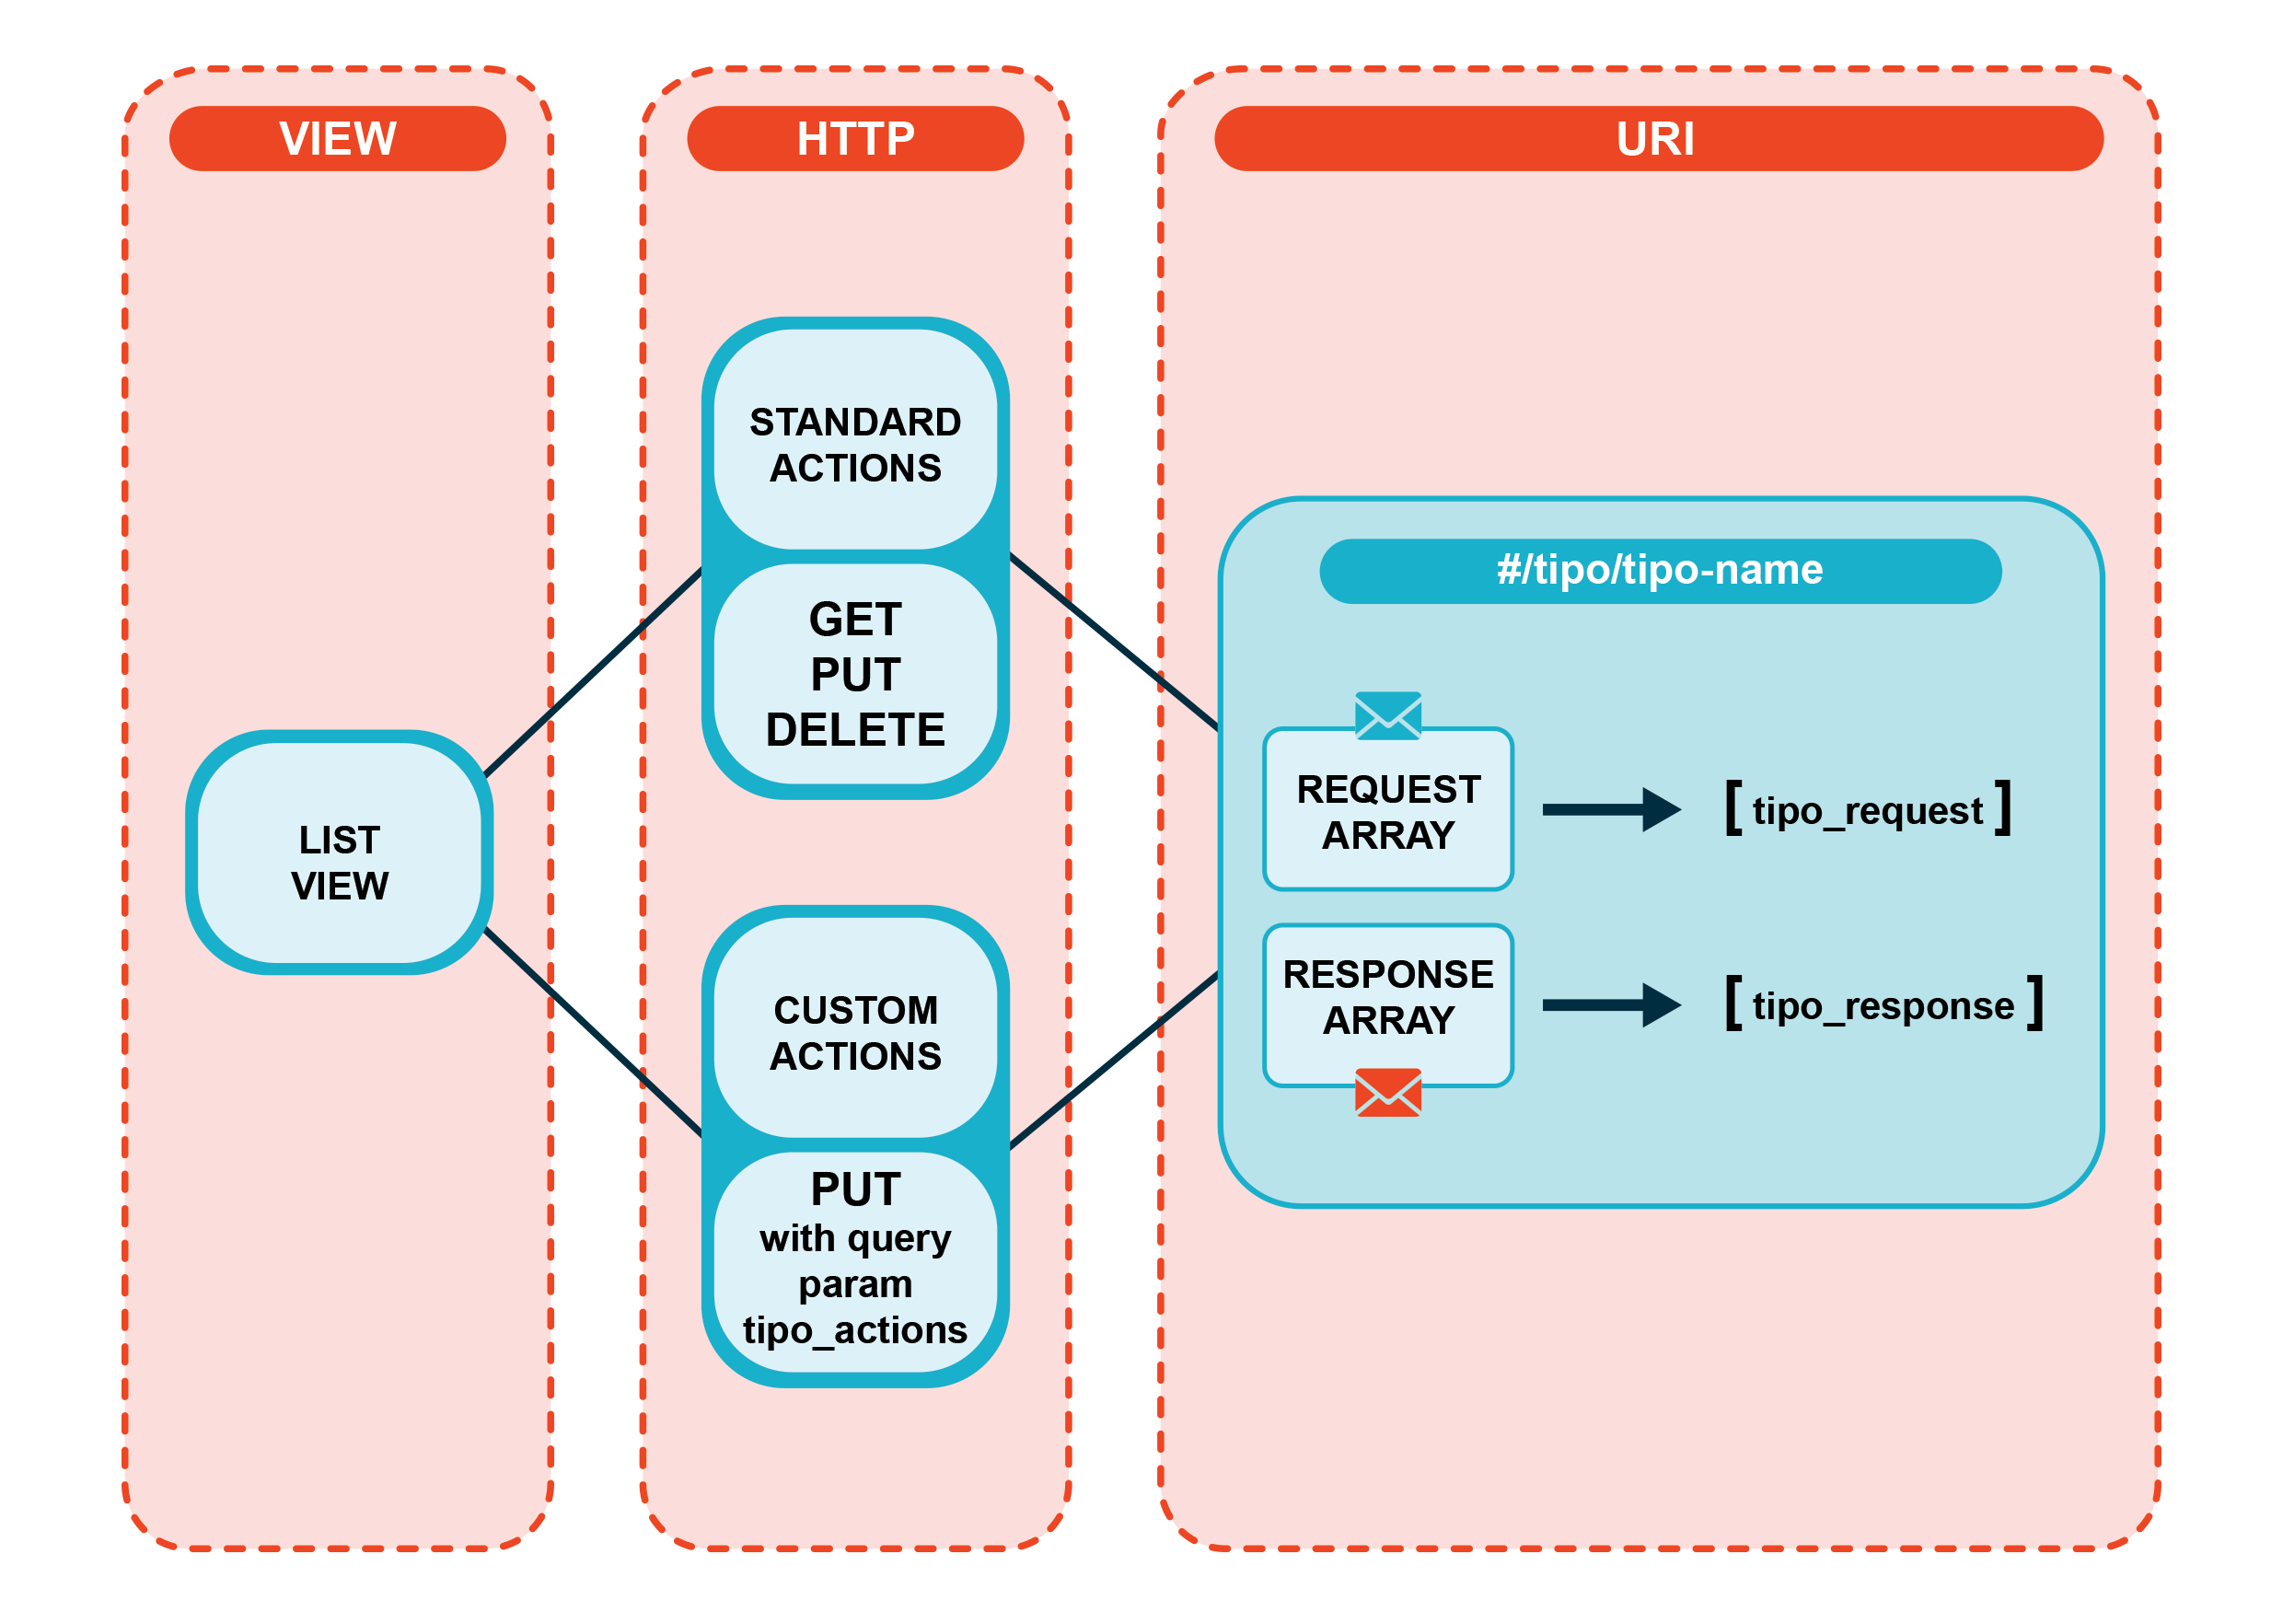 VIEW
HTTP
URI
LIST
VIEW
STANDARD
ACTIONS
GET
PUT
DELETE
CUSTOM
ACTIONS
PUT
with query
param
tipo_actions
#/tipo/tipo-name
REQUEST
ARRAY
[ tipo_request ]
RESPONSE
ARRAY
[ tipo_response ]